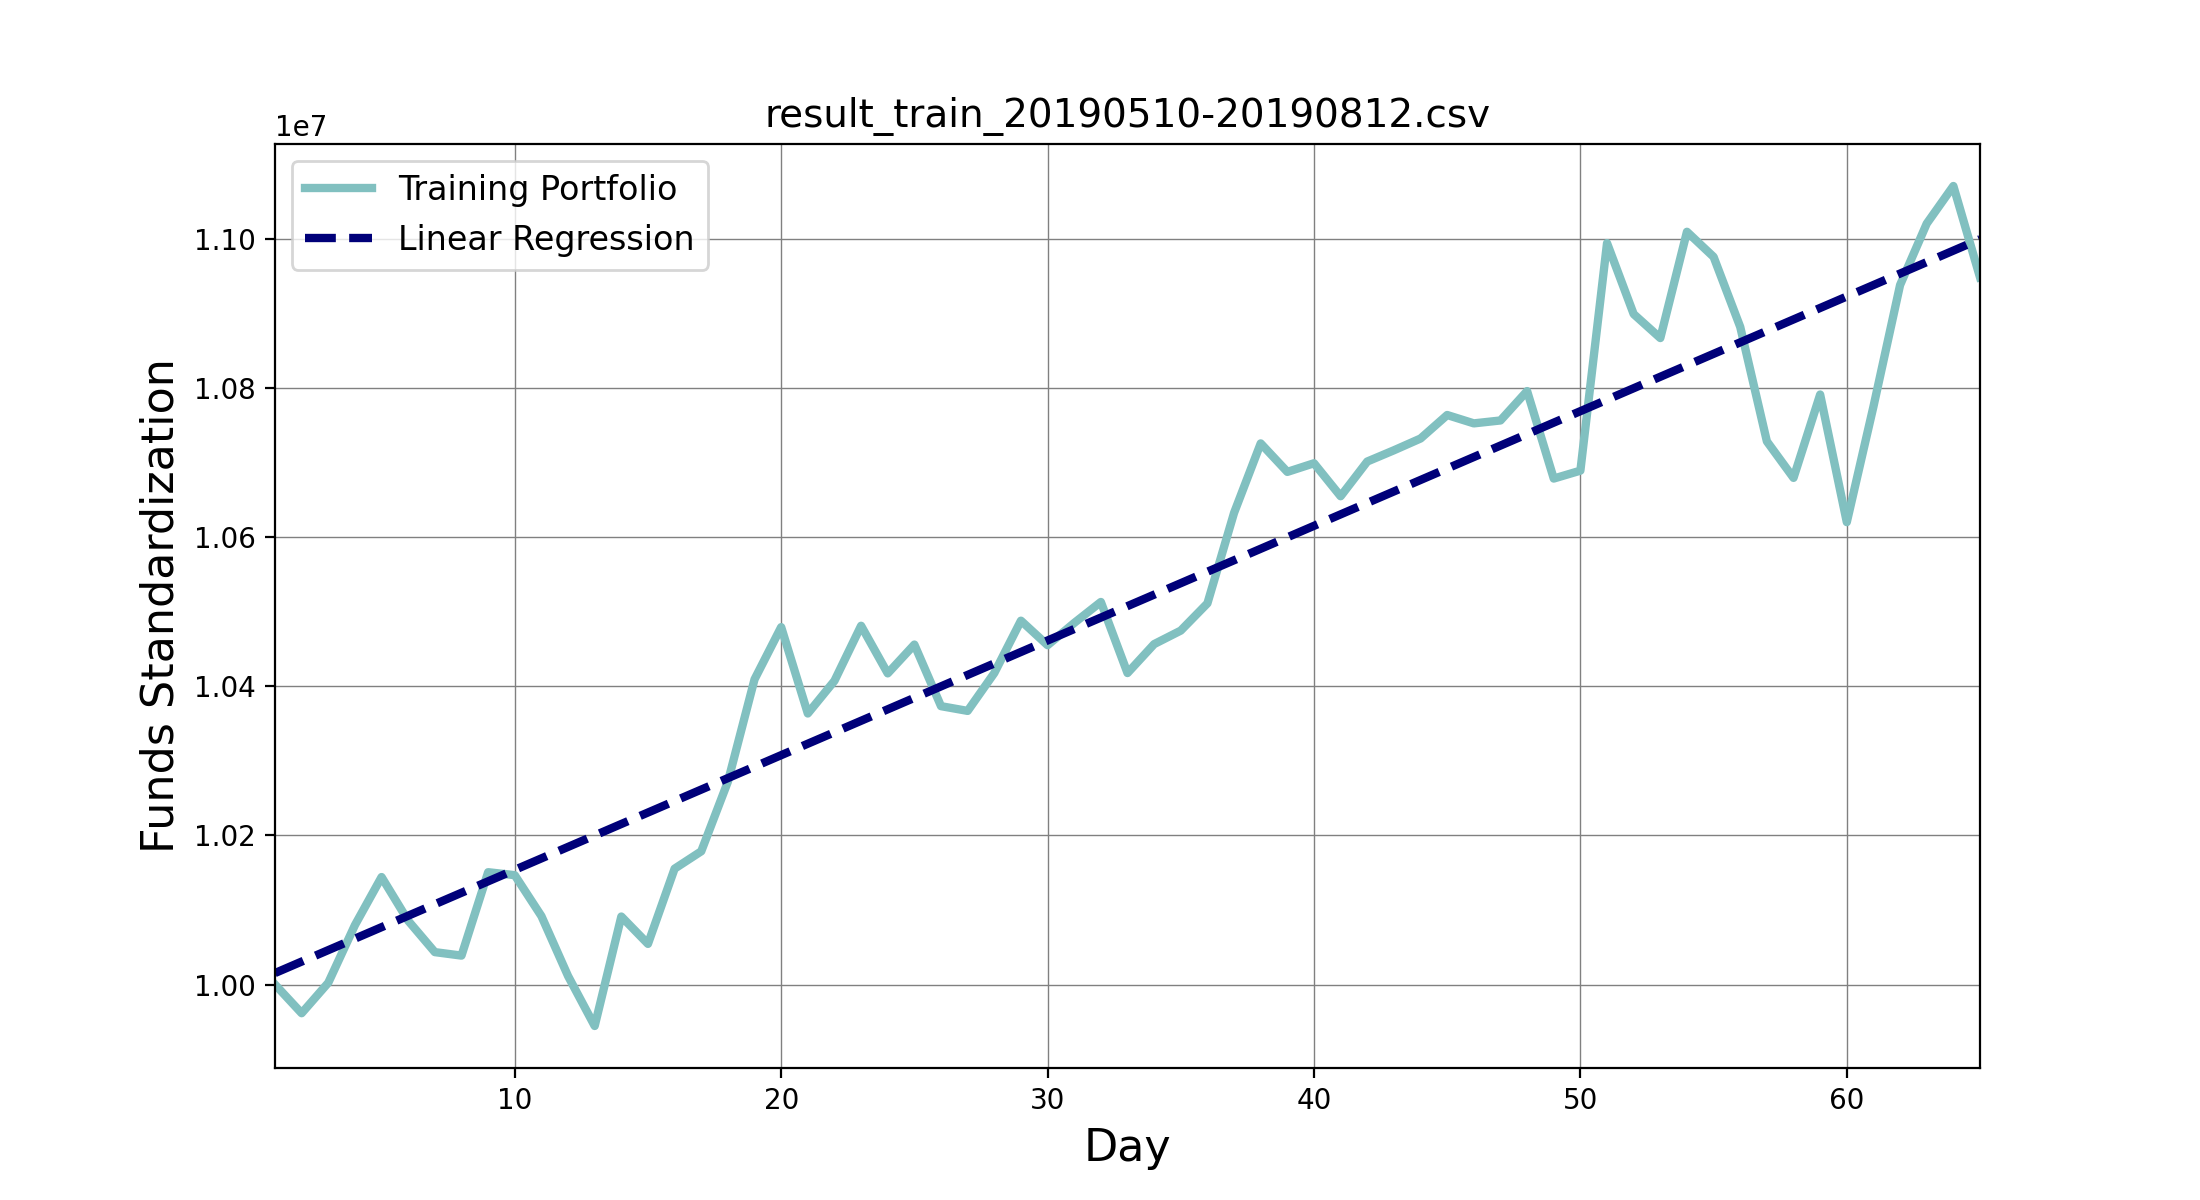 result_train_20190510-20190812.csv
1e7
Training Portfolio
Linear Regression
1.10
1.08
1.06
1.04
1.02
1.00
Funds Standardization
10 20 30 40 50 60
Day